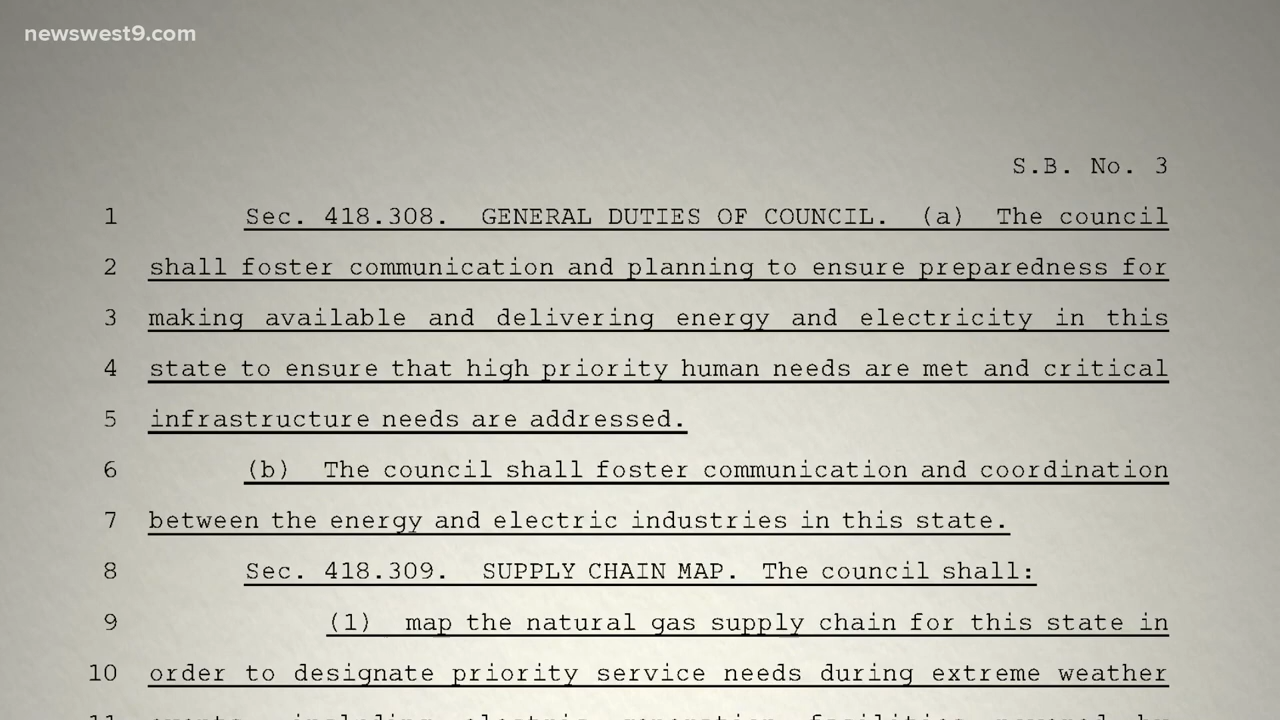 newswest9.com
S.B. No. 3
1 Sec. 418.308. GENERAL DUTIES OF COUNCIL. (a) The council
2 shall foster communication and planning to ensure preparedness for
3 making available and delivering energy and electricity in this
4 state to ensure that high priority human needs are met and critical
5 infrastructure needs are addressed.
6 (b) The council shall foster communication and coordination
7 between the energy and electric industries in this state.
8 Sec. 418.309. SUPPLY CHAIN MAP. The council shall:
9 (1) map the natural gas supply chain for this state in
10 order to designate priority service needs during extreme weather